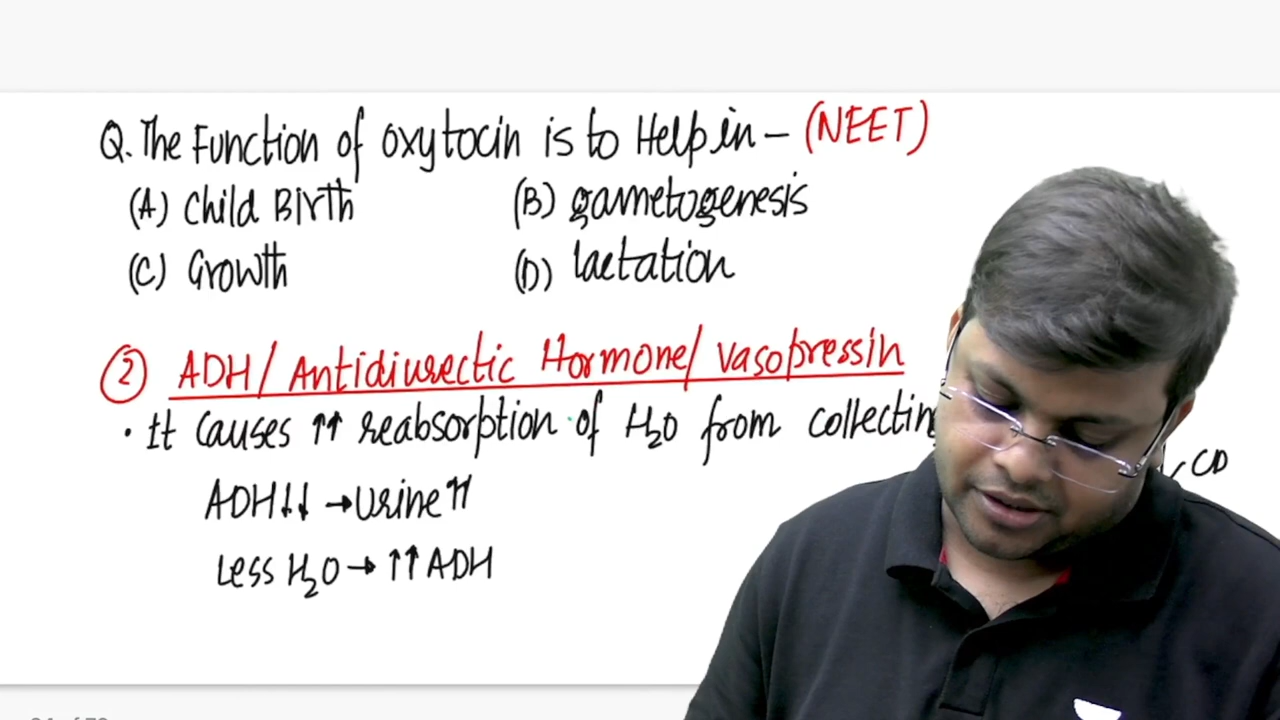 Q. The Function of oxytocin is to Help in – (NEET)
(A) Child Birth (B) gametogenesis
(C) Growth (D) lactation
② ADH/Antidiurectic Hormone/vasopressin
• It causes ↑↑ reabsorption of H₂O from collectin
CD
ADH↓↓ → Urine ↑↑
Less H₂O → ↑↑ ADH